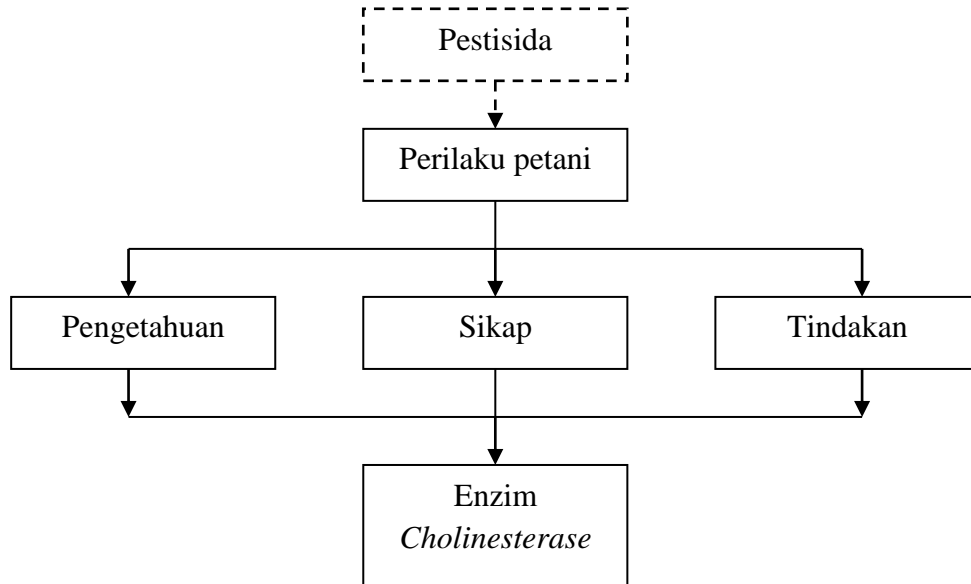 Pestisida
Perilaku petani
Pengetahuan
Sikap
Tindakan
Enzim
Cholinesterase